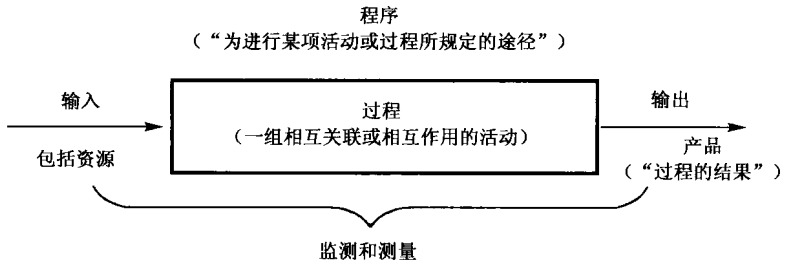 程序
(“为进行某项活动或过程所规定的途径”)
输入
过程
(一组相互关联或相互作用的活动)
输出
包括资源
产品
(“过程的结果”)
监测和测量